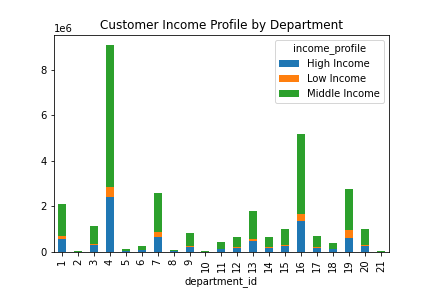 Customer Income Profile by Department
1e6
income_profile
High Income
Low Income
Middle Income
8
6
4
2
0
1 2 3 4 5 6 7 8 9 10 11 12 13 14 15 16 17 18 19 20 21
department_id